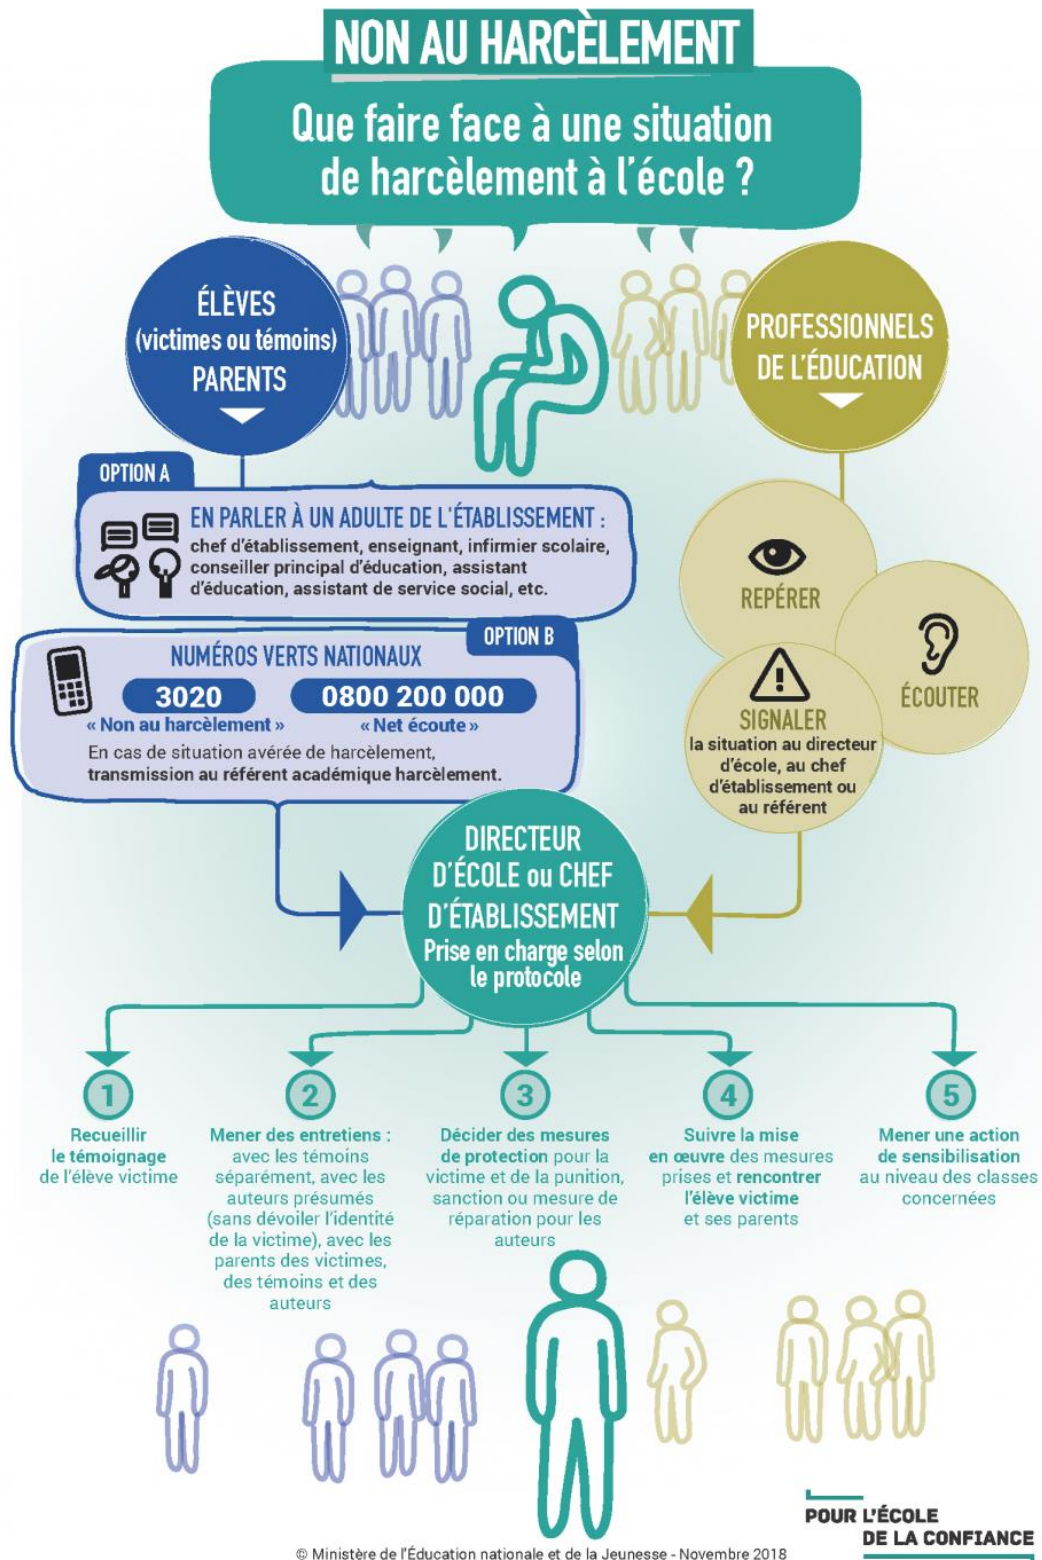 NON AU HARCÈLEMENT
Que faire face à une situation
de harcèlement à l'école ?
ÉLÈVES
(victimes ou témoins)
PARENTS
PROFESSIONNELS
DE L'ÉDUCATION
OPTION A
EN PARLER À UN ADULTE DE L'ÉTABLISSEMENT :
chef d'établissement, enseignant, infirmier scolaire,
conseiller principal d'éducation, assistant
d'éducation, assistant de service social, etc.
OPTION B
NUMÉROS VERTS NATIONAUX
3020
« Non au harcèlement »
0800 200 000
« Net écoute »
En cas de situation avérée de harcèlement,
transmission au référent académique harcèlement.
REPÉRER
ÉCOUTER
SIGNALER
la situation au directeur
d'école, au chef
d'établissement ou
au référent
DIRECTEUR
D'ÉCOLE ou CHEF
D'ÉTABLISSEMENT
Prise en charge selon
le protocole
1
Recueillir
le témoignage
de l'élève victime
2
Mener des entretiens :
avec les témoins
séparément, avec les
auteurs présumés
(sans dévoiler l'identité
de la victime), avec les
parents des victimes,
des témoins et des
auteurs
3
Décider des mesures
de protection pour la
victime et de la punition,
sanction ou mesure de
réparation pour les
auteurs
4
Suivre la mise
en œuvre des mesures
prises et rencontrer
l'élève victime
et ses parents
5
Mener une action
de sensibilisation
au niveau des classes
concernées
POUR L'ÉCOLE
DE LA CONFIANCE
© Ministère de l'Éducation nationale et de la Jeunesse - Novembre 2018